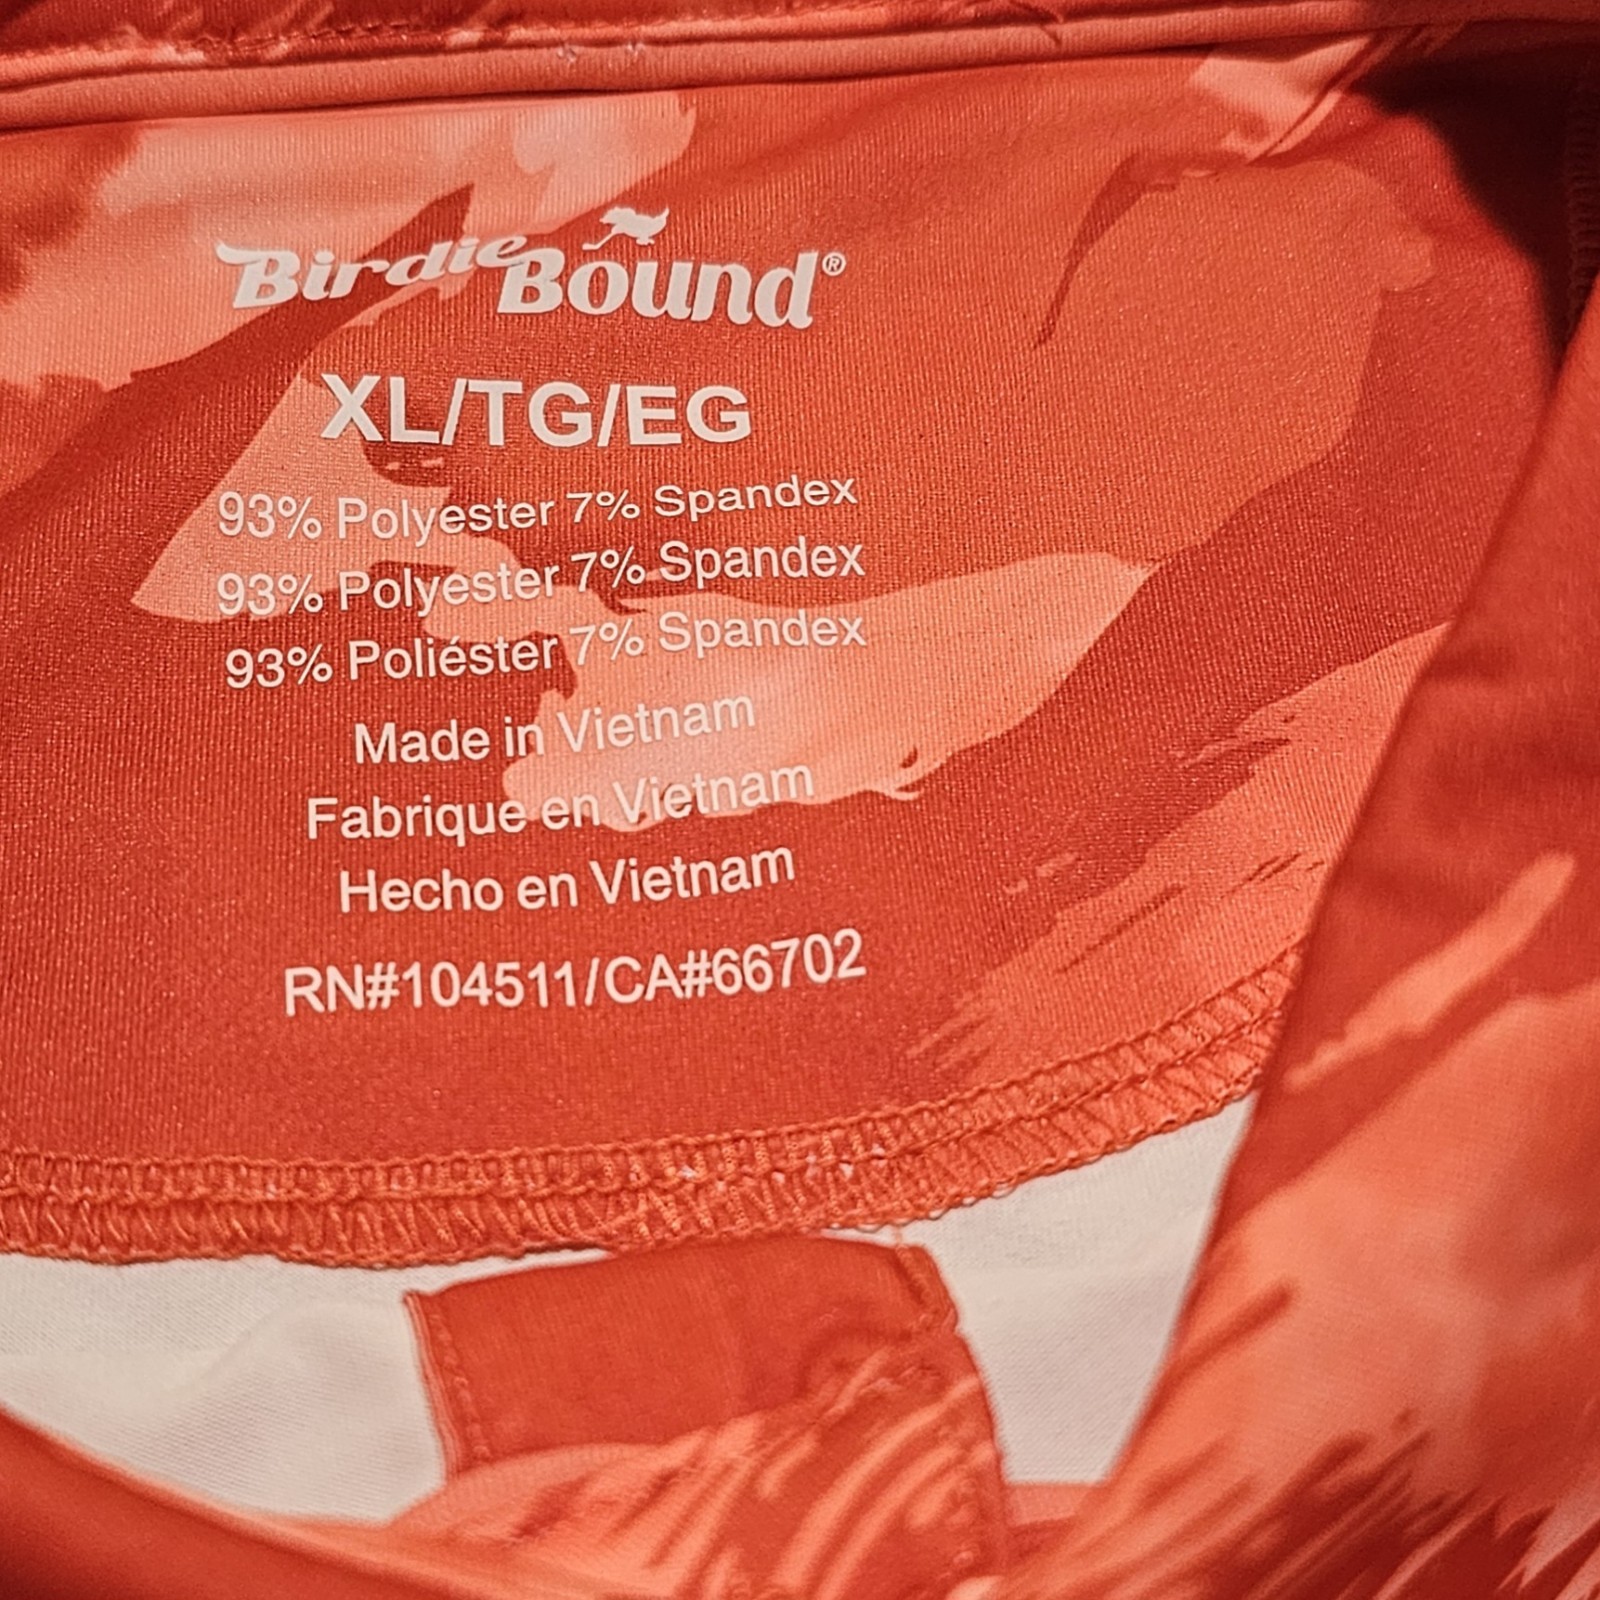 Birdie Bound®
XL/TG/EG
93% Polyester 7% Spandex
93% Polyester 7% Spandex
93% Poliéster 7% Spandex
Made in Vietnam
Fabrique en Vietnam
Hecho en Vietnam
RN#104511/CA#66702